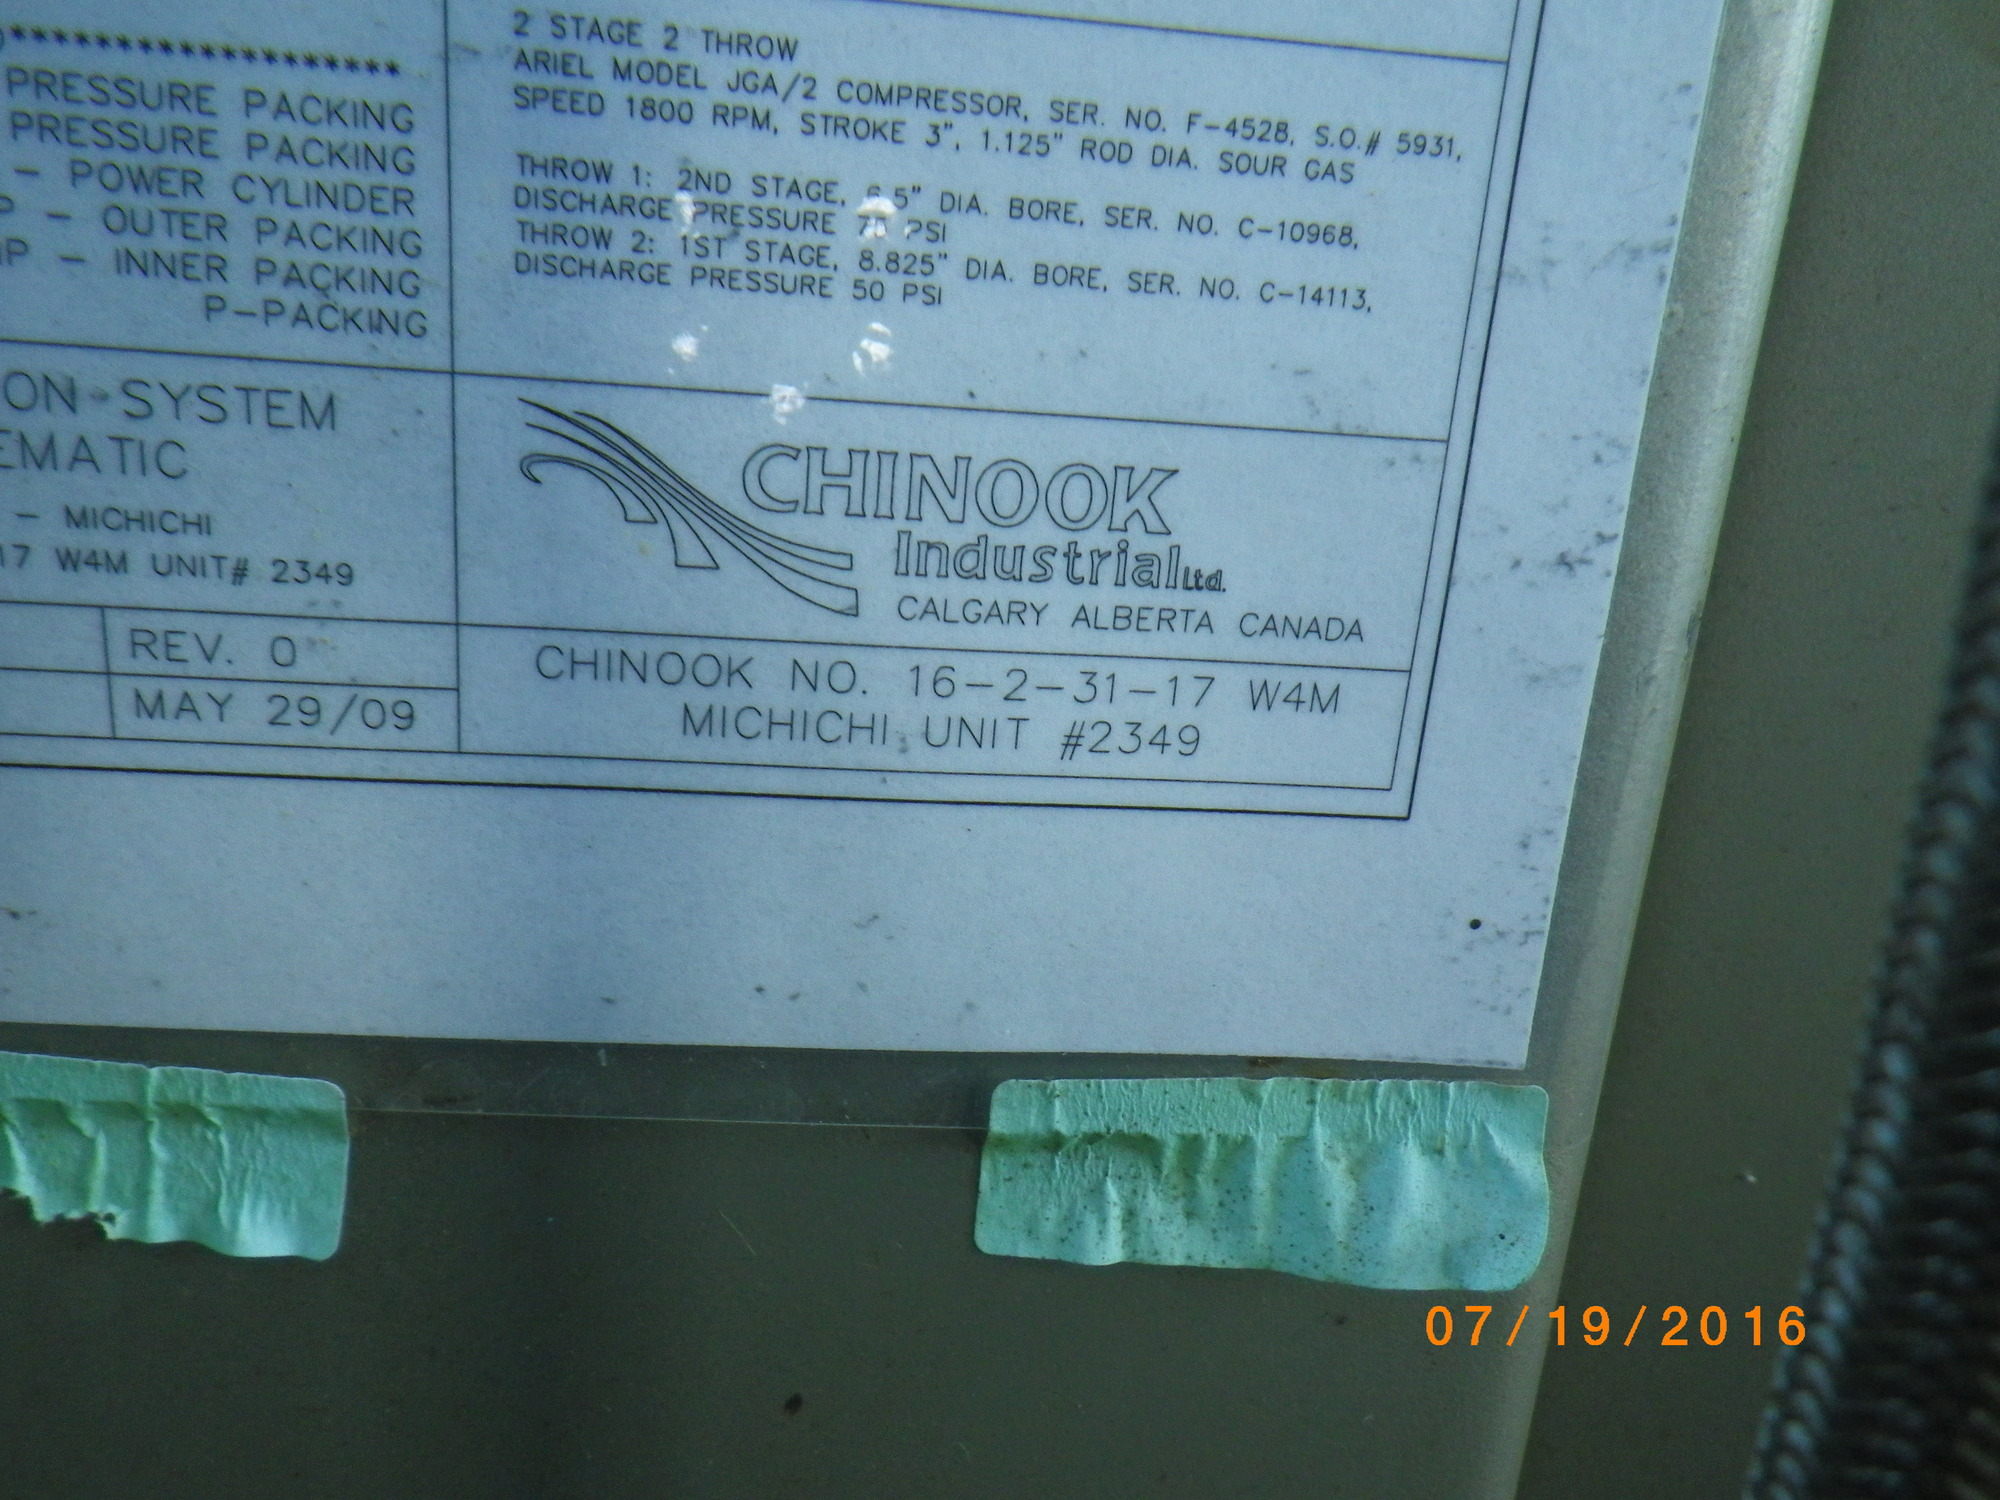 *************************************
PRESSURE PACKING
PRESSURE PACKING
- POWER CYLINDER
P - OUTER PACKING
IP - INNER PACKING
P-PACKING
2 STAGE 2 THROW
ARIEL MODEL JGA/2 COMPRESSOR, SER. NO. F-4528, S.O.# 5931,
SPEED 1800 RPM, STROKE 3", 1.125" ROD DIA. SOUR GAS
THROW 1: 2ND STAGE, 6.5" DIA. BORE, SER. NO. C-10968,
DISCHARGE PRESSURE PSI
THROW 2: 1ST STAGE, 8.825" DIA. BORE, SER. NO. C-14113,
DISCHARGE PRESSURE 50 PSI
ON SYSTEM
EMATIC
- MICHICHI
17 W4M UNIT# 2349
REV. 0
MAY 29/09
CHINOOK
Industrial Ltd.
CALGARY ALBERTA CANADA
CHINOOK NO. 16-2-31-17 W4M
MICHICHI UNIT #2349
07/19/2016